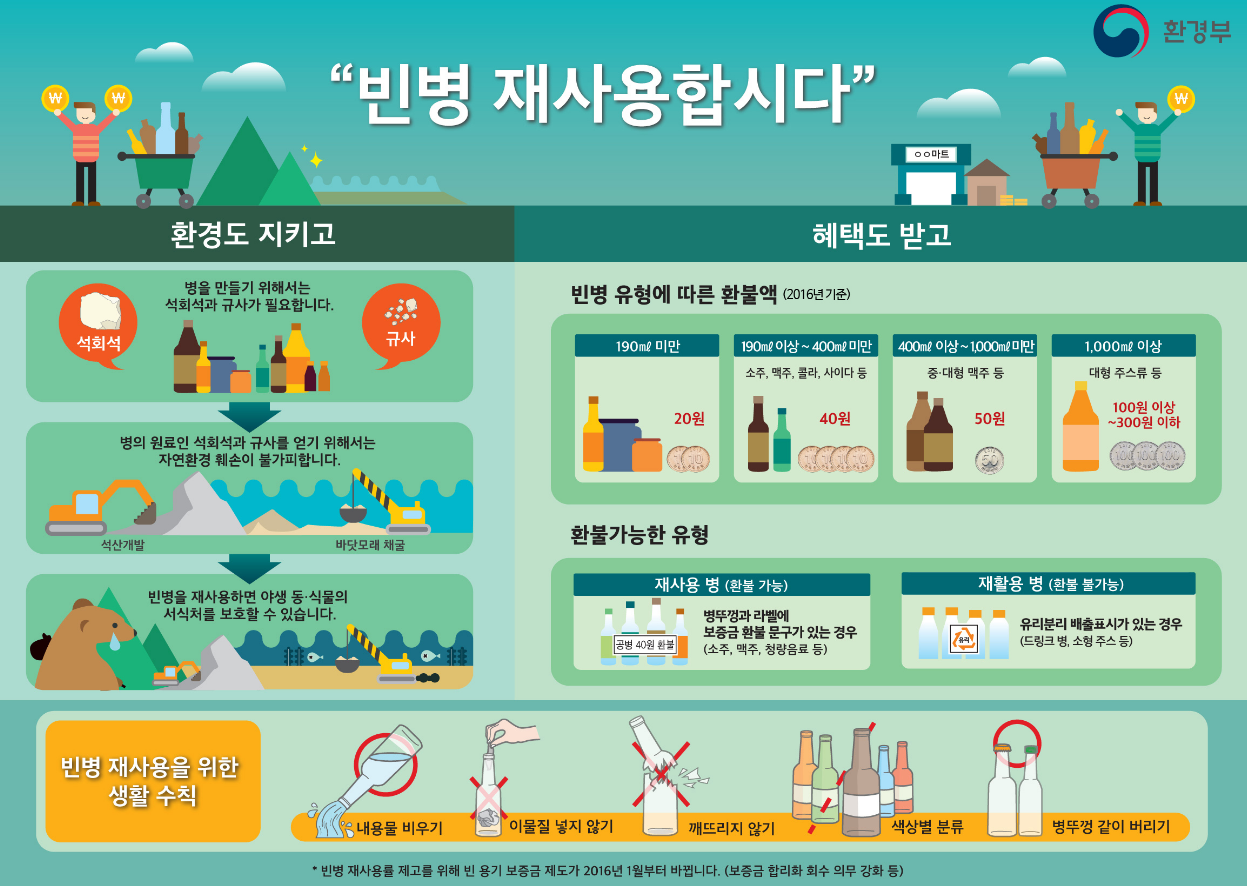 환경부
“빈병 재사용합시다”
₩
₩
○○마트
₩
환경도 지키고
혜택도 받고
병을 만들기 위해서는
석회석과 규사가 필요합니다.
석회석
규사
병의 원료인 석회석과 규사를 얻기 위해서는
자연환경 훼손이 불가피합니다.
석산개발
바닷모래 채굴
빈병을 재사용하면 야생 동·식물의
서식처를 보호할 수 있습니다.
빈병 유형에 따른 환불액 (2016년 기준)
190㎖ 미만
20원
10
190㎖ 이상 ~ 400㎖ 미만
소주, 맥주, 콜라, 사이다 등
40원
10
400㎖ 이상 ~ 1,000㎖ 미만
중·대형 맥주 등
50원
50
1,000㎖ 이상
대형 주스류 등
100원 이상
~300원 이하
100 100 100
환불가능한 유형
재사용 병 (환불 가능)
공병 40원 환불
병뚜껑과 라벨에
보증금 환불 문구가 있는 경우
(소주, 맥주, 청량음료 등)
재활용 병 (환불 불가능)
유리
유리분리 배출표시가 있는 경우
(드링크 병, 소형 주스 등)
빈병 재사용을 위한
생활 수칙
내용물 비우기
이물질 넣지 않기
깨뜨리지 않기
색상별 분류
병뚜껑 같이 버리기
* 빈병 재사용률 제고를 위해 빈 용기 보증금 제도가 2016년 1월부터 바뀝니다. (보증금 합리화 회수 의무 강화 등)